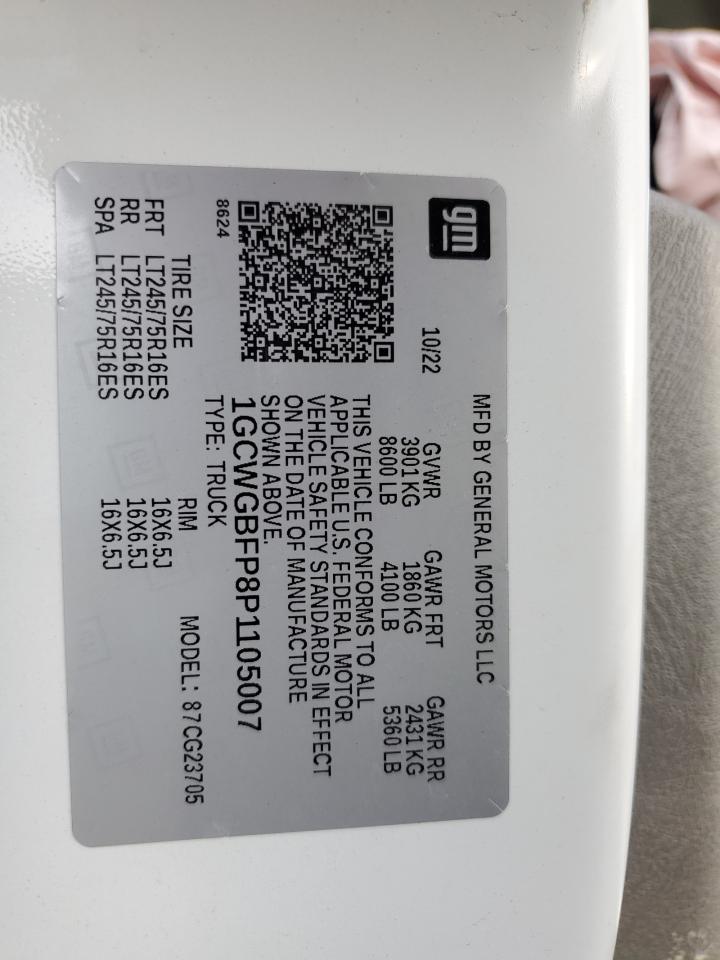 gm
MFD BY GENERAL MOTORS LLC
10/22
GVWR GAWR FRT GAWR RR
3901 KG 1860 KG 2431 KG
8600 LB 4100 LB 5360 LB
THIS VEHICLE CONFORMS TO ALL
APPLICABLE U.S. FEDERAL MOTOR
VEHICLE SAFETY STANDARDS IN EFFECT
ON THE DATE OF MANUFACTURE
SHOWN ABOVE.
1GCWGBFP8P1105007
8624
TYPE: TRUCK
TIRE SIZE RIM MODEL: 87CG23705
FRT LT245/75R16ES 16X6.5J
RR LT245/75R16ES 16X6.5J
SPA LT245/75R16ES 16X6.5J